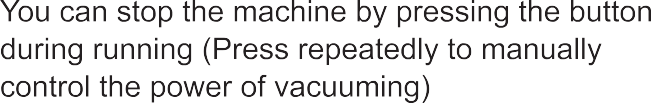 You can stop the machine by pressing the button
during running (Press repeatedly to manually
control the power of vacuuming)